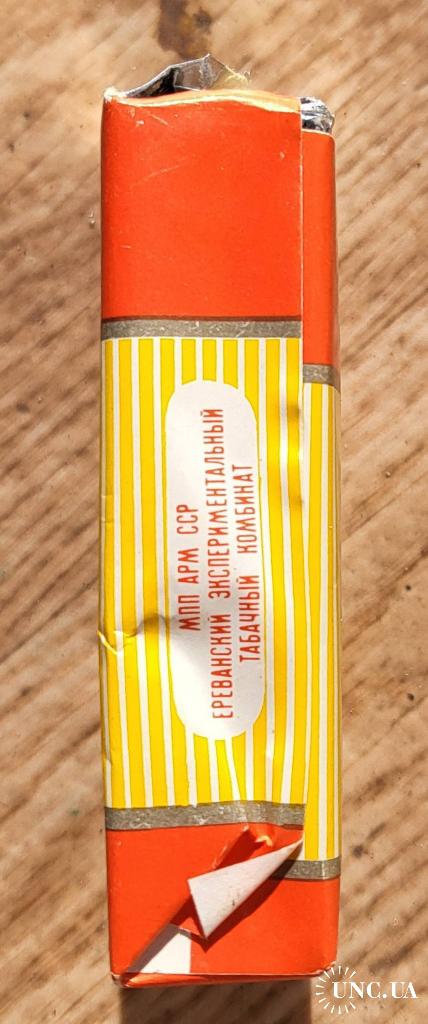 МПП АРМ ССР
ЕРЕВАНСКИЙ ЭКСПЕРИМЕНТАЛЬНЫЙ
ТАБАЧНЫЙ КОМБИНАТ
UNC.UA